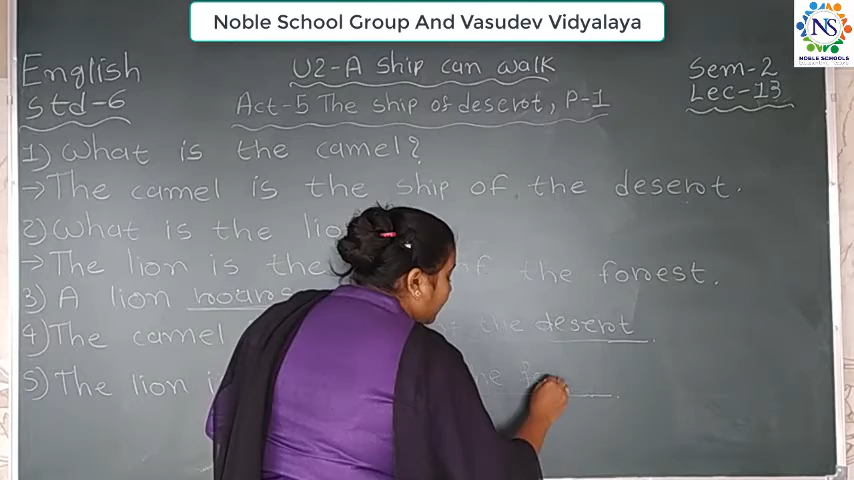 Noble School Group And Vasudev Vidyalaya
NS
NOBLE SCHOOLS
English
U2-A ship can walk
Sem-2
Std-6
Act-5 The ship of desert, P-1
Lec-13
1) What is the camel?
→ The camel is the ship of the desert.
2) What is the
→ The lion is the of the forest.
3) A lion roars
4) The camel the desert.
5) The lion